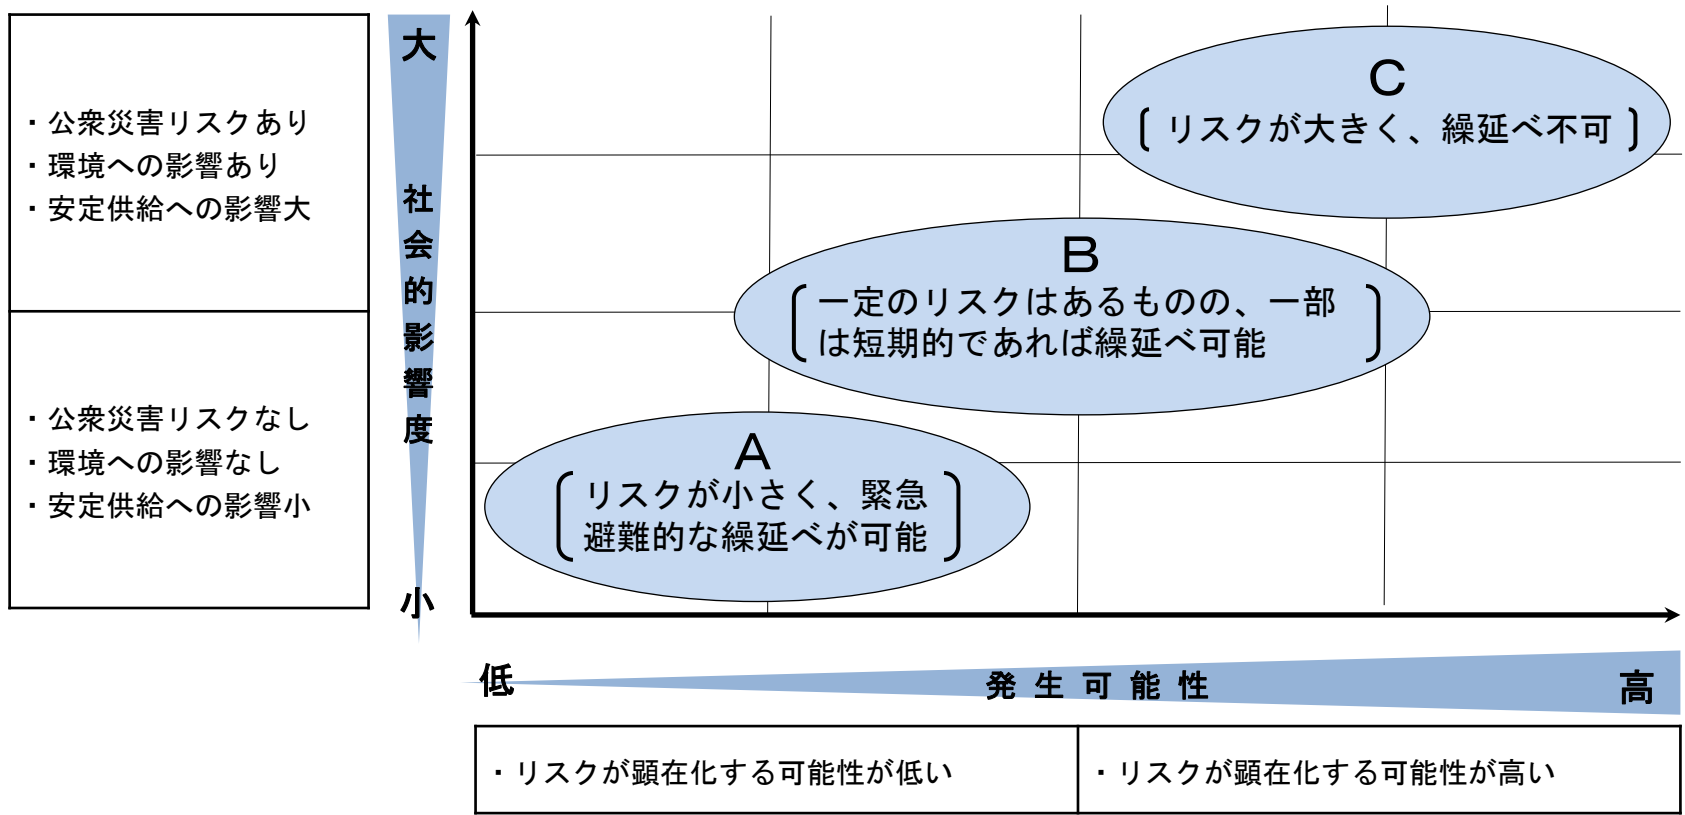 ・公衆災害リスクあり
・環境への影響あり
・安定供給への影響大
・公衆災害リスクなし
・環境への影響なし
・安定供給への影響小
大
社会的影響度
小
C
リスクが大きく、繰延べ不可
B
一定のリスクはあるものの、一部
は短期的であれば繰延べ可能
A
リスクが小さく、緊急
避難的な繰延べが可能
低
発生可能性
高
・リスクが顕在化する可能性が低い
・リスクが顕在化する可能性が高い